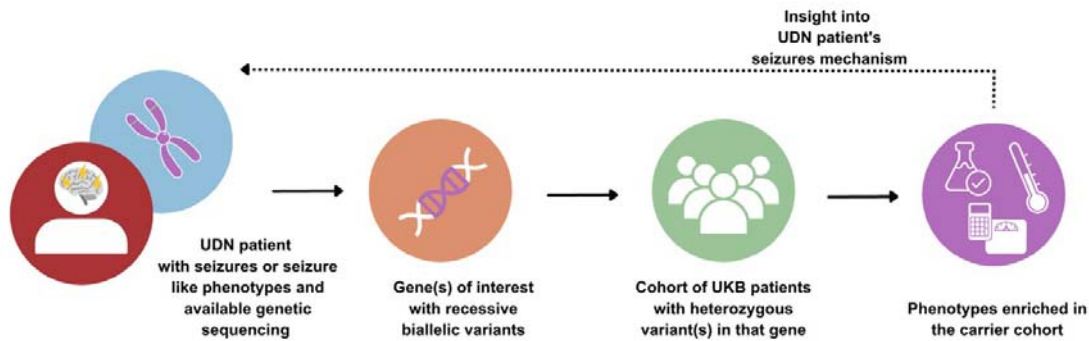 Insight into
UDN patient's
seizures mechanism
UDN patient
with seizures or seizure
like phenotypes and
available genetic
sequencing
Gene(s) of interest
with recessive
biallelic variants
Cohort of UKB patients
with heterozygous
variant(s) in that gene
Phenotypes enriched in
the carrier cohort